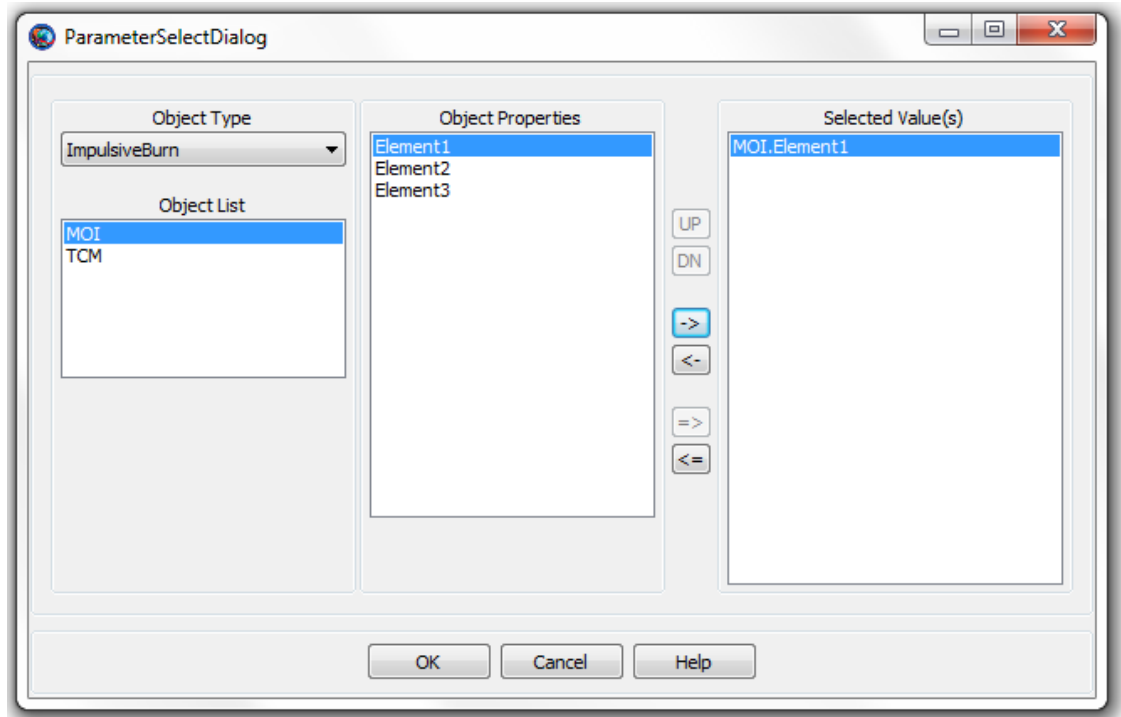 ParameterSelectDialog
Object Type
ImpulsiveBurn
Object List
MOI
TCM
Object Properties
Element1
Element2
Element3
UP
DN
->
<-
=>
<=
Selected Value(s)
MOI.Element1
OK
Cancel
Help